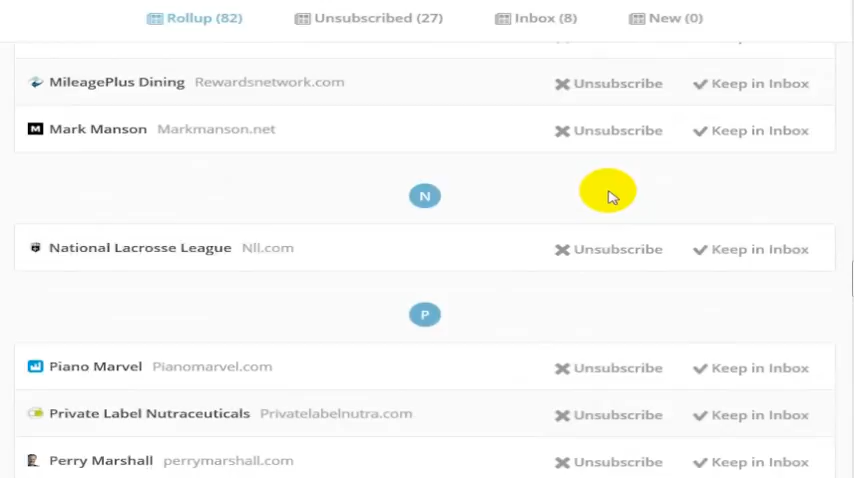 Rollup (82) Unsubscribed (27) Inbox (8) New (0)
MileagePlus Dining Rewardsnetwork.com Unsubscribe Keep in Inbox
M Mark Manson Markmanson.net Unsubscribe Keep in Inbox
N
National Lacrosse League Nll.com Unsubscribe Keep in Inbox
P
Piano Marvel Pianomarvel.com Unsubscribe Keep in Inbox
Private Label Nutraceuticals Privatelabelnutra.com Unsubscribe Keep in Inbox
Perry Marshall perrymarshall.com Unsubscribe Keep in Inbox